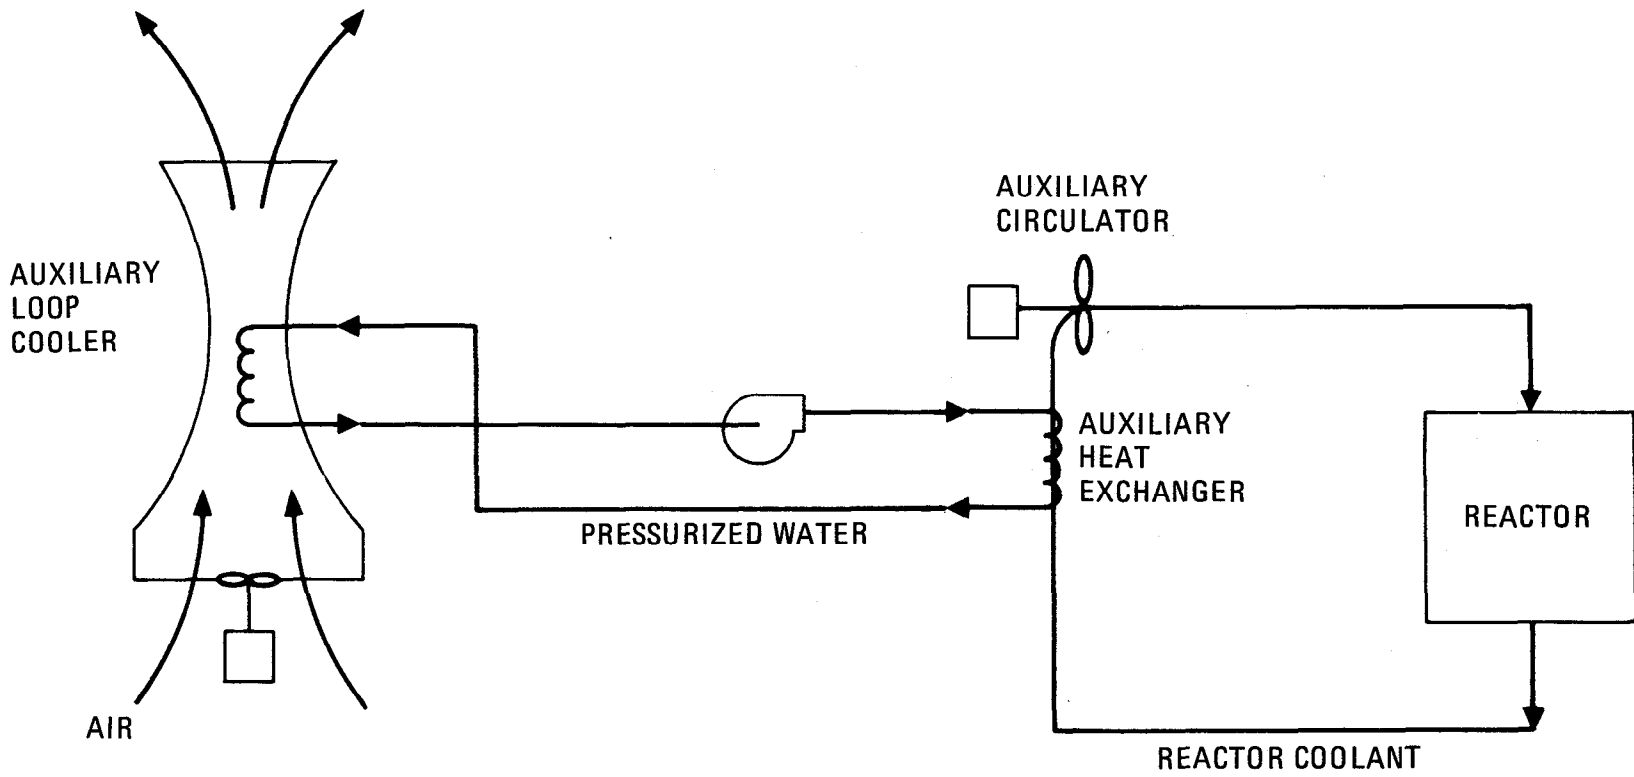 AUXILIARY
CIRCULATOR
AUXILIARY
LOOP
COOLER
AUXILIARY
HEAT
EXCHANGER
REACTOR
PRESSURIZED WATER
AIR
REACTOR COOLANT